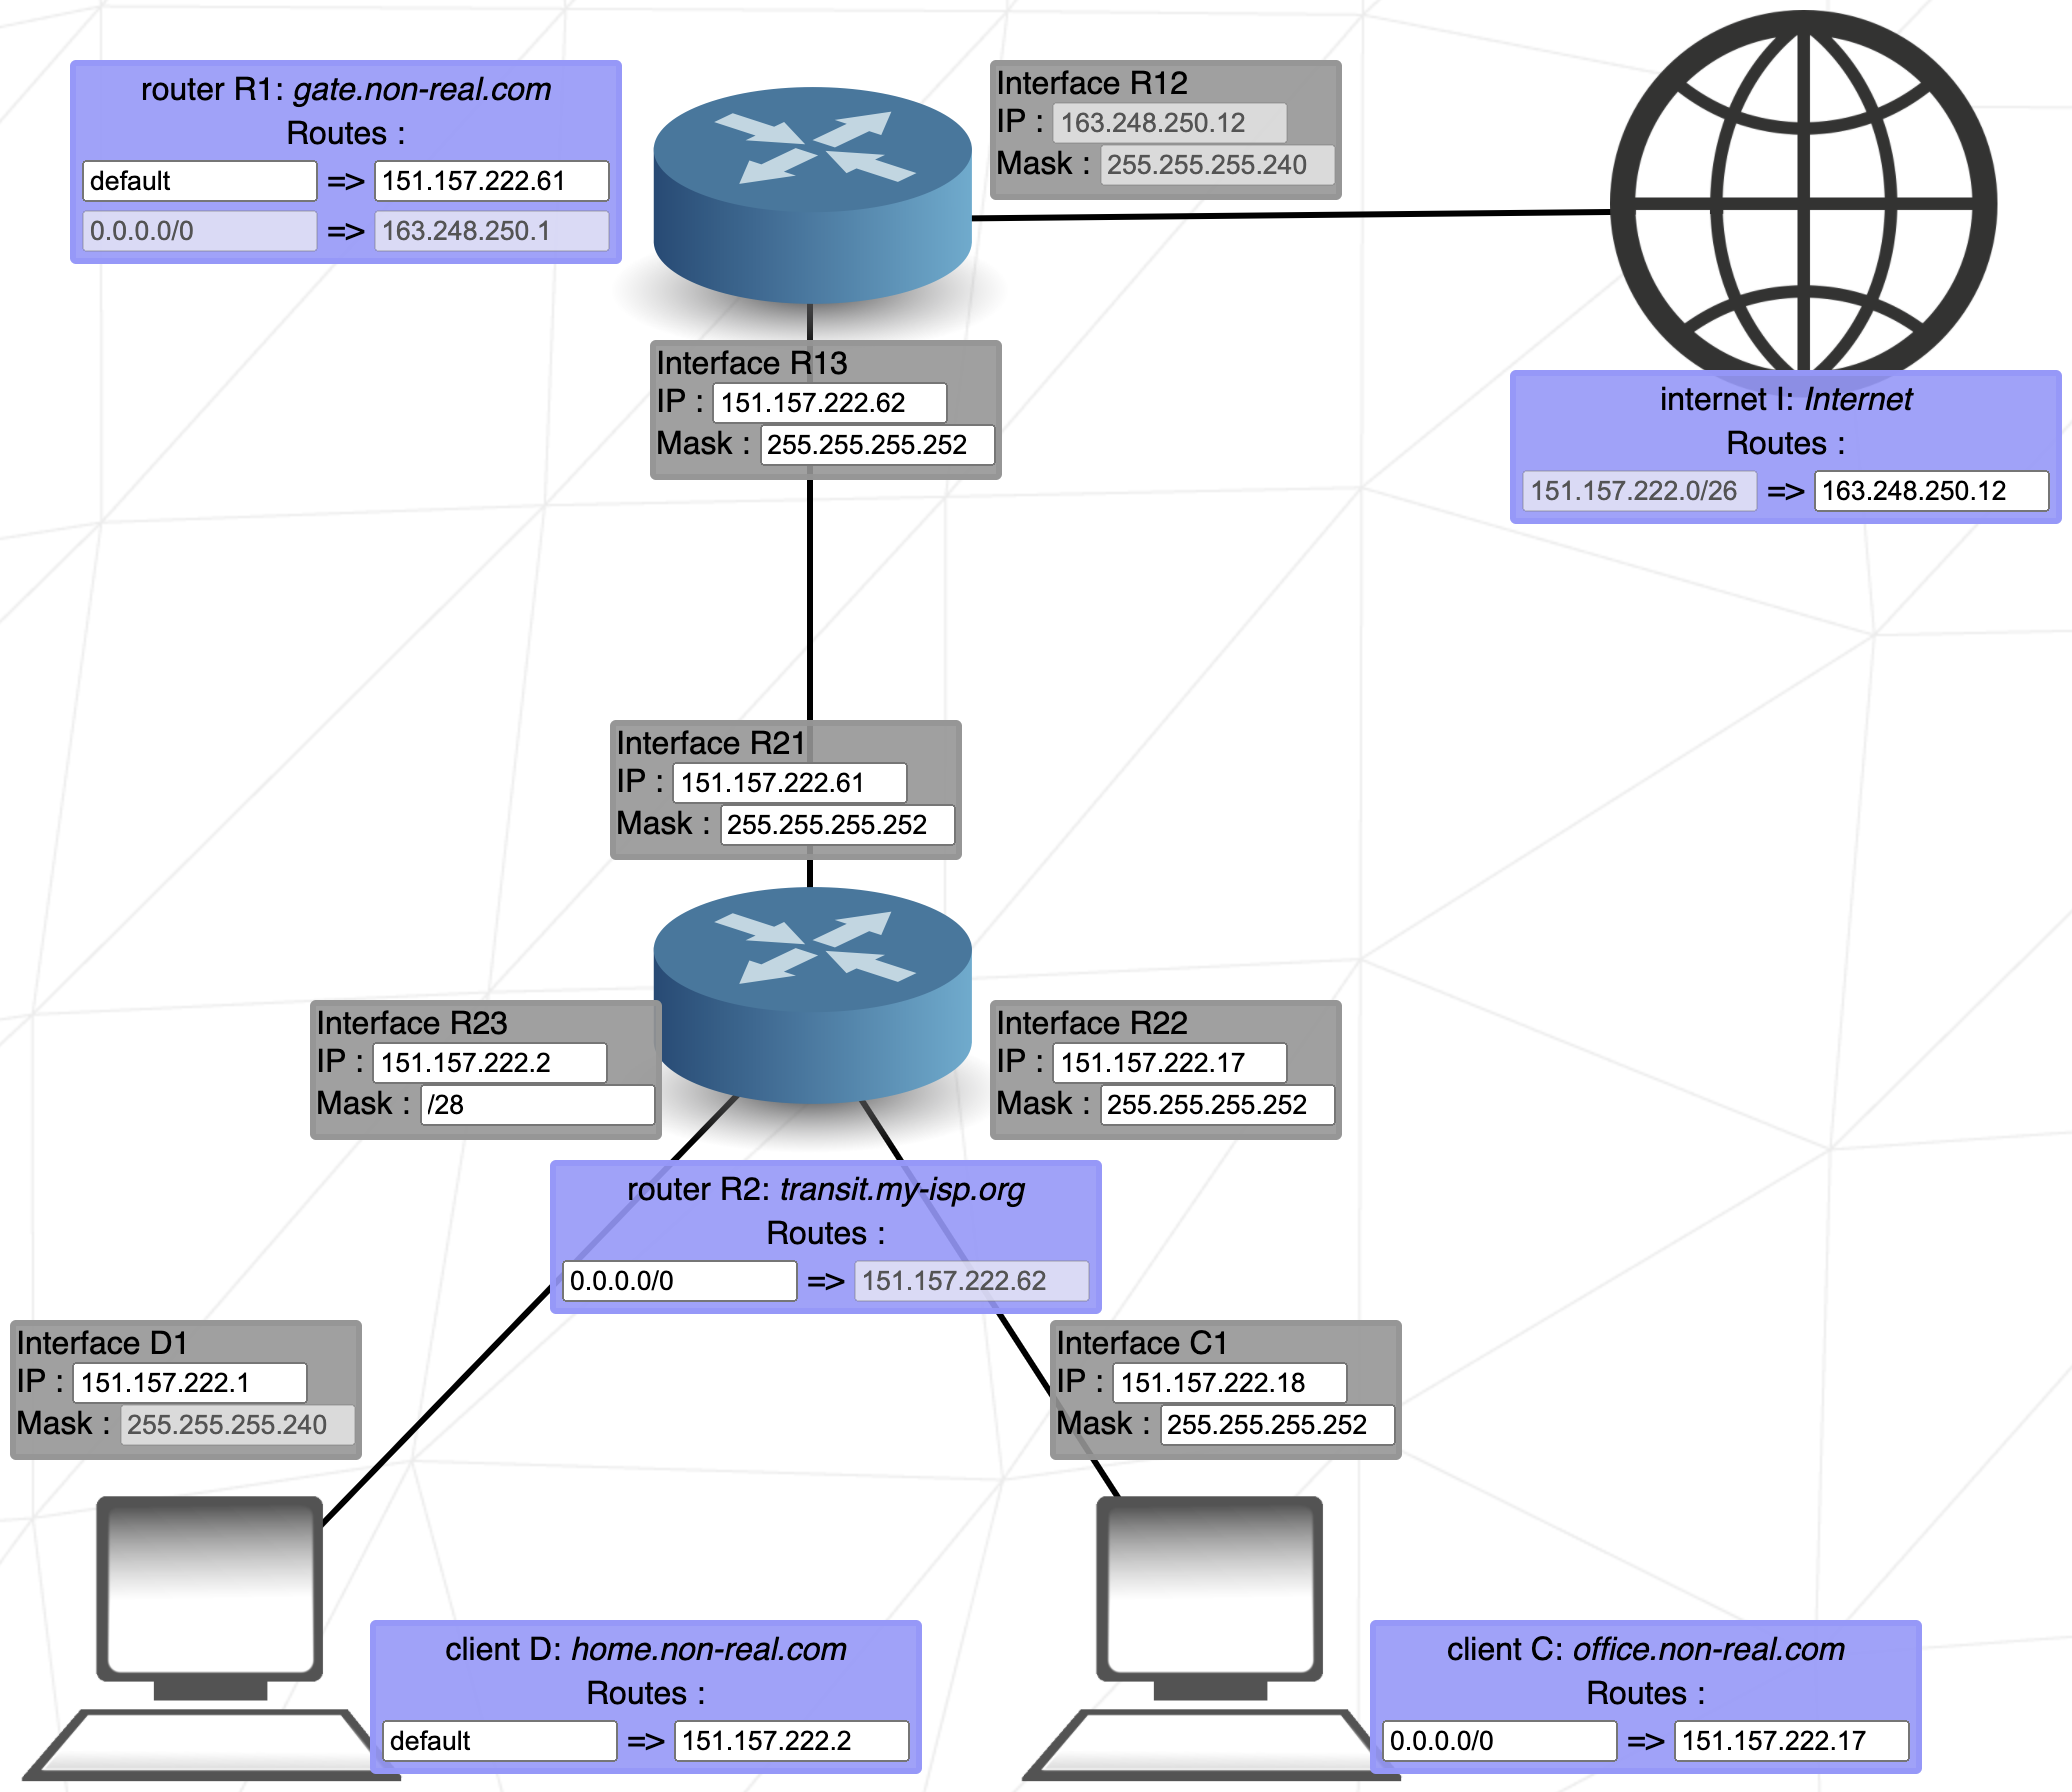 router R1: gate.non-real.com
Routes :
default => 151.157.222.61
0.0.0.0/0 => 163.248.250.1
Interface R12
IP : 163.248.250.12
Mask : 255.255.255.240
Interface R13
IP : 151.157.222.62
Mask : 255.255.255.252
internet I: Internet
Routes :
151.157.222.0/26 => 163.248.250.12
Interface R21
IP : 151.157.222.61
Mask : 255.255.255.252
Interface R23
IP : 151.157.222.2
Mask : /28
Interface R22
IP : 151.157.222.17
Mask : 255.255.255.252
router R2: transit.my-isp.org
Routes :
0.0.0.0/0 => 151.157.222.62
Interface D1
IP : 151.157.222.1
Mask : 255.255.255.240
Interface C1
IP : 151.157.222.18
Mask : 255.255.255.252
client D: home.non-real.com
Routes :
default => 151.157.222.2
client C: office.non-real.com
Routes :
0.0.0.0/0 => 151.157.222.17